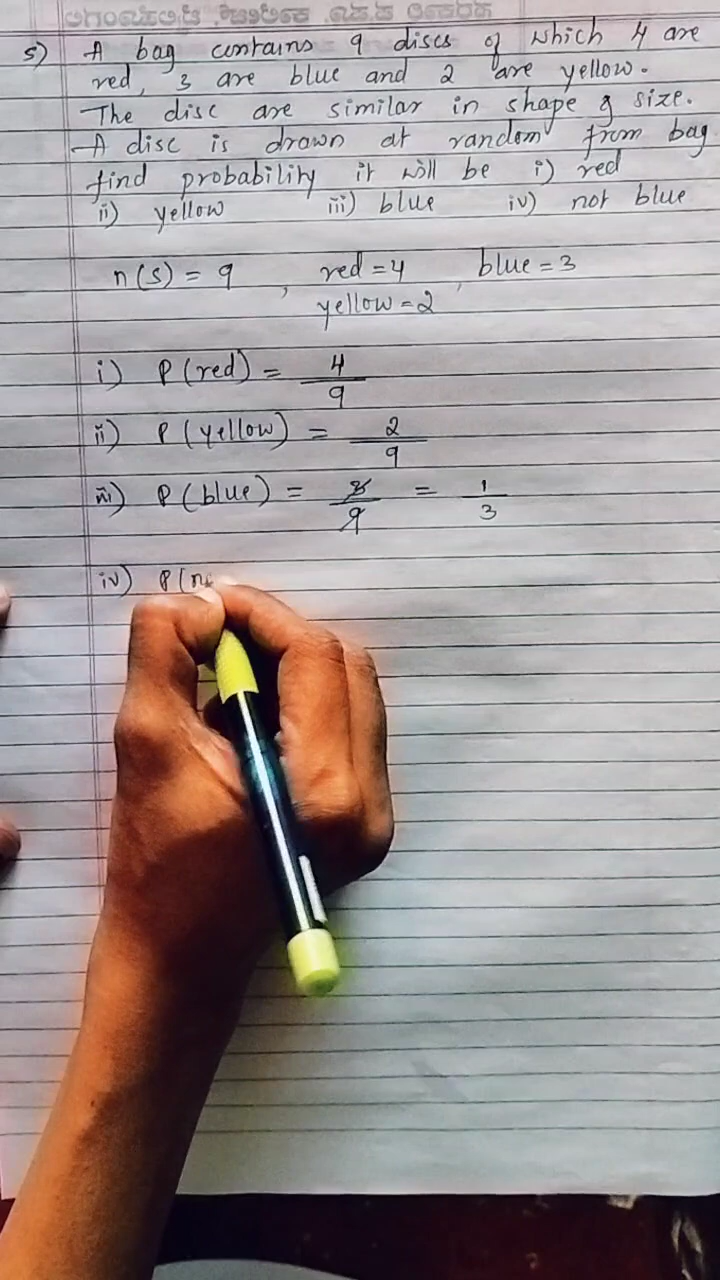 5) A bag contains 9 discs of which 4 are
red, 3 are blue and 2 are yellow.
The disc are similar in shape & size.
A disc is drawn at random from bag
find probability it will be i) red
ii) yellow iii) blue iv) not blue
n(s) = 9 , red = 4 , blue = 3
yellow = 2
i) P(red) = 4/9
ii) P(yellow) = 2/9
iii) P(blue) = 3/9 = 1/3
iv) P(no